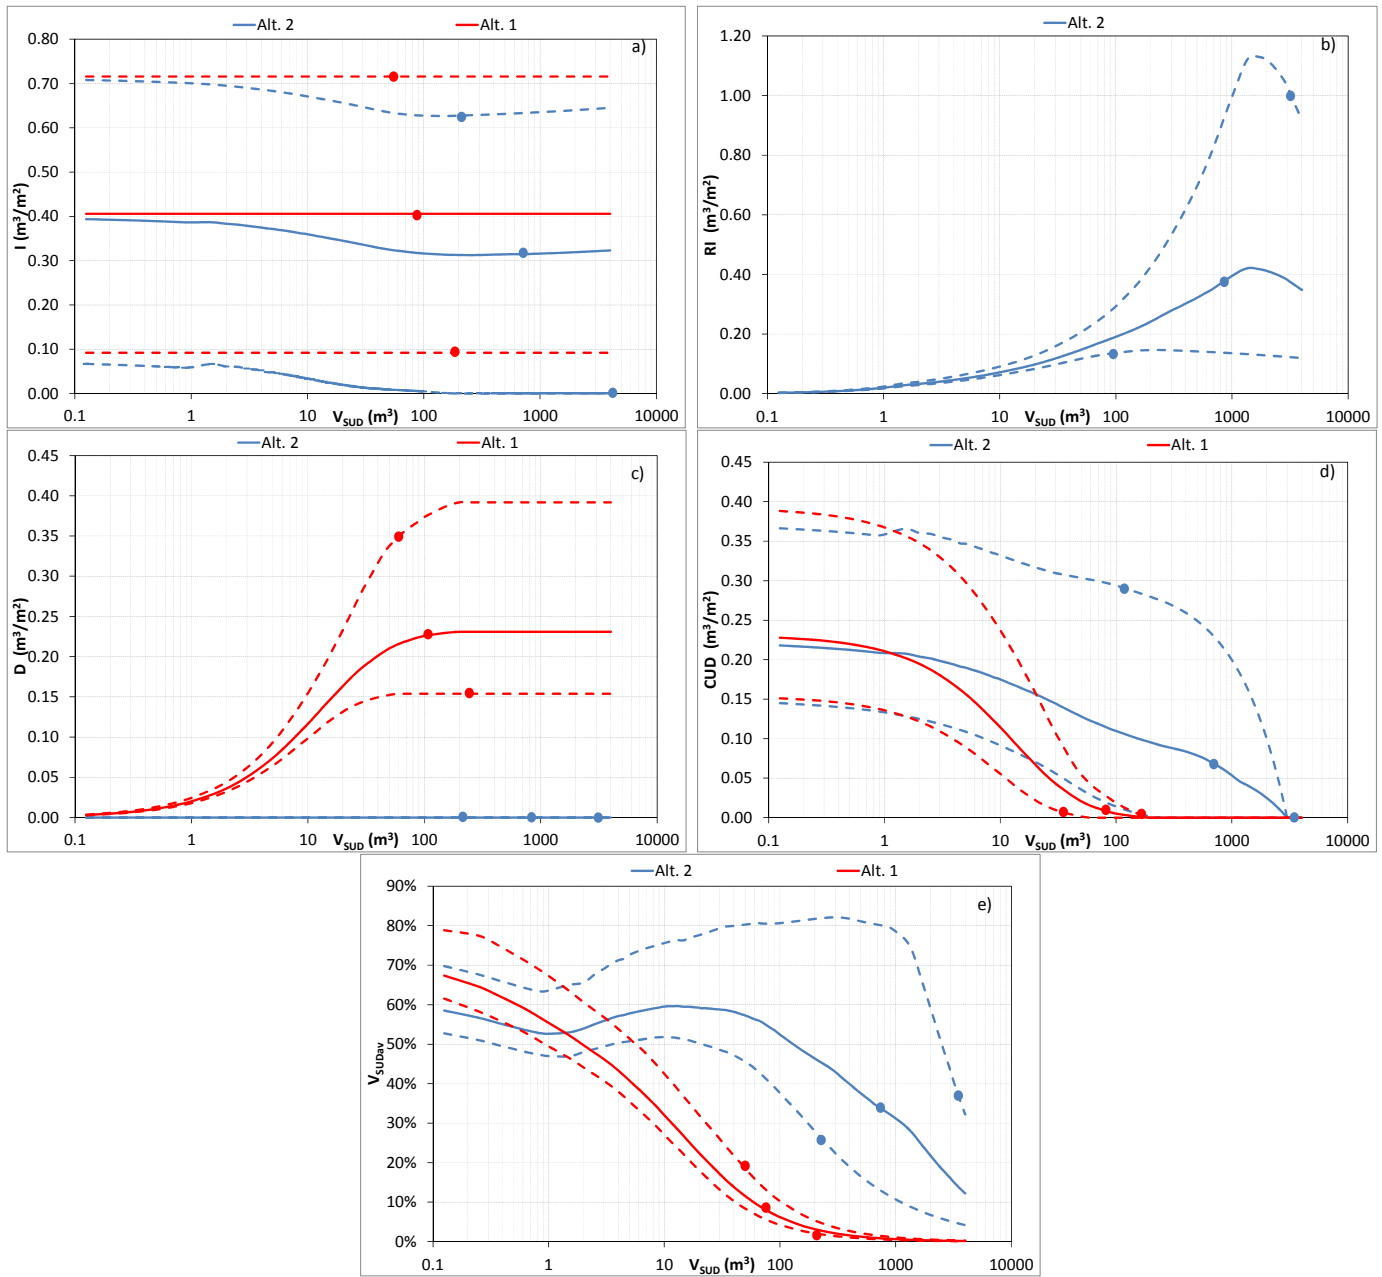 Alt. 2 Alt. 1
a)
0.80
0.70
0.60
0.50
0.40
0.30
0.20
0.10
0.00
I (m³/m²)
0.1 1 10 100 1000 10000
V_SUD (m³)
Alt. 2
b)
1.20
1.00
0.80
0.60
0.40
0.20
0.00
RI (m³/m²)
0.1 1 10 100 1000 10000
V_SUD (m³)
Alt. 2 Alt. 1
c)
0.45
0.40
0.35
0.30
0.25
0.20
0.15
0.10
0.05
0.00
D (m³/m²)
0.1 1 10 100 1000 10000
V_SUD (m³)
Alt. 2 Alt. 1
d)
0.45
0.40
0.35
0.30
0.25
0.20
0.15
0.10
0.05
0.00
CUD (m³/m²)
0.1 1 10 100 1000 10000
V_SUD (m³)
Alt. 2 Alt. 1
e)
90%
80%
70%
60%
50%
40%
30%
20%
10%
0%
V_SUDav
0.1 1 10 100 1000 10000
V_SUD (m³)